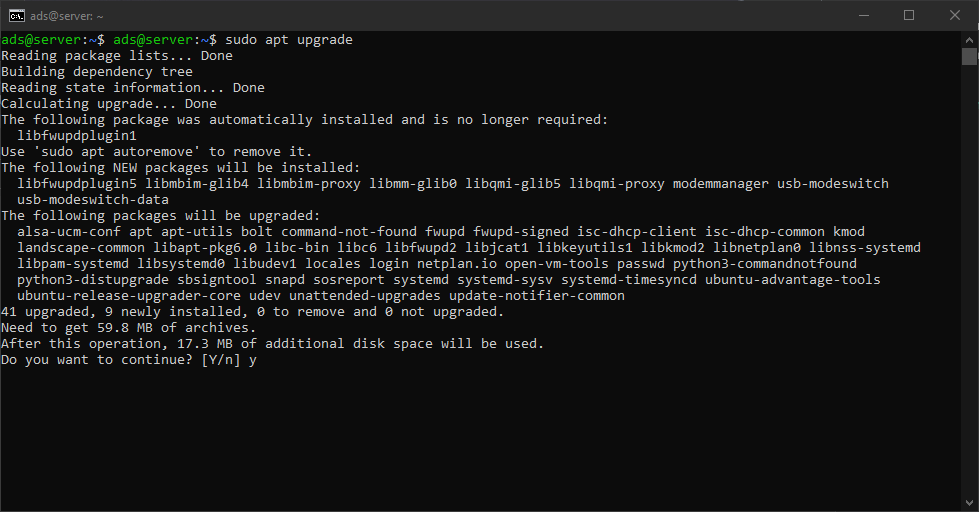 ads@server: ~
ads@server:~$ ads@server:~$ sudo apt upgrade
Reading package lists... Done
Building dependency tree
Reading state information... Done
Calculating upgrade... Done
The following package was automatically installed and is no longer required:
  libfwupdplugin1
Use 'sudo apt autoremove' to remove it.
The following NEW packages will be installed:
  libfwupdplugin5 libmbim-glib4 libmbim-proxy libmm-glib0 libqmi-glib5 libqmi-proxy modemmanager usb-modeswitch
  usb-modeswitch-data
The following packages will be upgraded:
  alsa-ucm-conf apt apt-utils bolt command-not-found fwupd fwupd-signed isc-dhcp-client isc-dhcp-common kmod
  landscape-common libapt-pkg6.0 libc-bin libc6 libfwupd2 libjcat1 libkeyutils1 libkmod2 libnetplan0 libnss-systemd
  libpam-systemd libsystemd0 libudev1 locales login netplan.io open-vm-tools passwd python3-commandnotfound
  python3-distupgrade sbsigntool snapd sosreport systemd systemd-sysv systemd-timesyncd ubuntu-advantage-tools
  ubuntu-release-upgrader-core udev unattended-upgrades update-notifier-common
41 upgraded, 9 newly installed, 0 to remove and 0 not upgraded.
Need to get 59.8 MB of archives.
After this operation, 17.3 MB of additional disk space will be used.
Do you want to continue? [Y/n] y